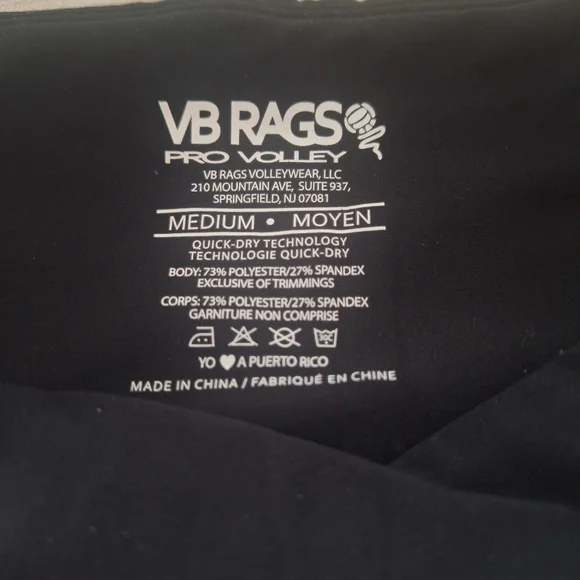 VB RAGS
PRO VOLLEY
VB RAGS VOLLEYWEAR, LLC
210 MOUNTAIN AVE, SUITE 937,
SPRINGFIELD, NJ 07081
MEDIUM • MOYEN
QUICK-DRY TECHNOLOGY
TECHNOLOGIE QUICK-DRY
BODY: 73% POLYESTER/27% SPANDEX
EXCLUSIVE OF TRIMMINGS
CORPS: 73% POLYESTER/27% SPANDEX
GARNITURE NON COMPRISE
30C
YO ♥ A PUERTO RICO
MADE IN CHINA / FABRIQUÉ EN CHINE